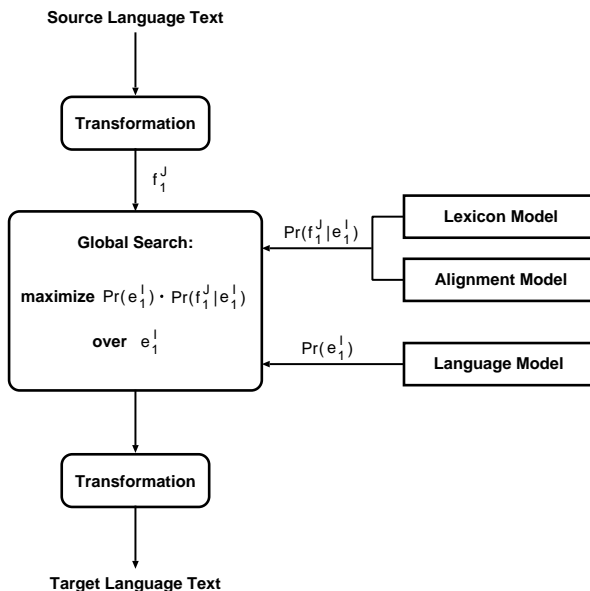 Source Language Text
Transformation
f_1^J
Global Search:
maximize Pr(e_1^I) · Pr(f_1^J|e_1^I)
over e_1^I
Pr(f_1^J|e_1^I)
Lexicon Model
Alignment Model
Pr(e_1^I)
Language Model
Transformation
Target Language Text